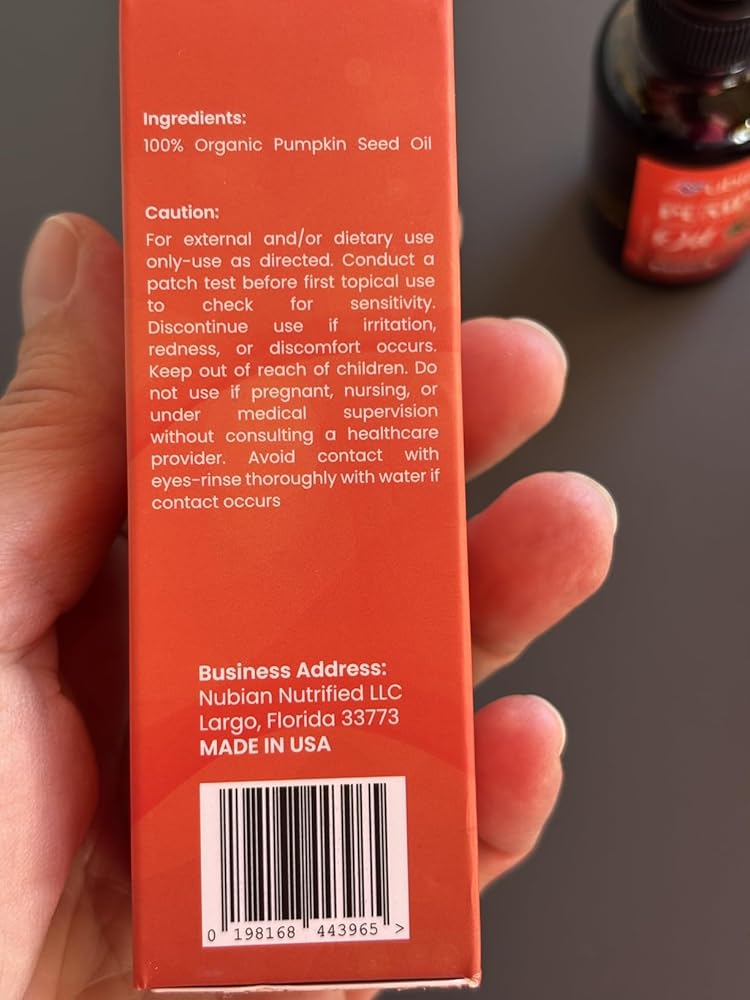 Ingredients:
100% Organic Pumpkin Seed Oil
Caution:
For external and/or dietary use
only-use as directed. Conduct a
patch test before first topical use
to check for sensitivity.
Discontinue use if irritation,
redness, or discomfort occurs.
Keep out of reach of children. Do
not use if pregnant, nursing, or
under medical supervision
without consulting a healthcare
provider. Avoid contact with
eyes-rinse thoroughly with water if
contact occurs
Business Address:
Nubian Nutrified LLC
Largo, Florida 33773
MADE IN USA
0 198168 443965 >
Oil